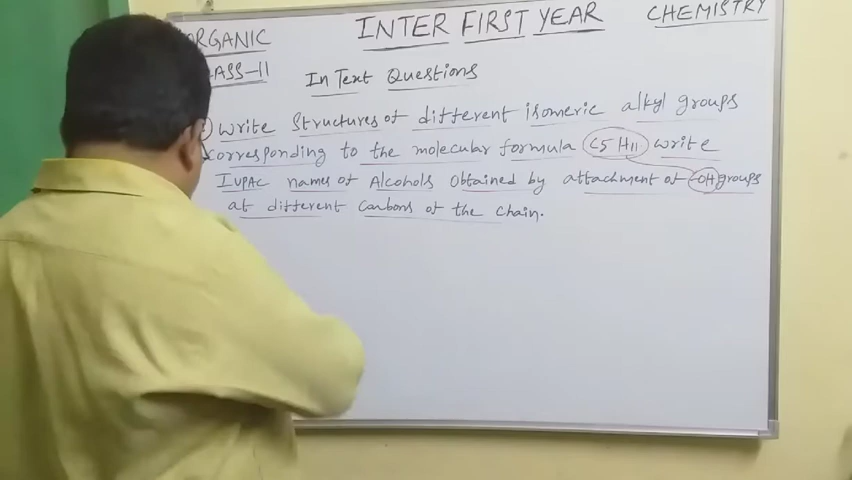 ORGANIC
INTER FIRST YEAR
CHEMISTRY
ASS-11
InText Questions
Write Structures of different isomeric alkyl groups
corresponding to the molecular formula C5 H11 write
IUPAC names of Alcohols Obtained by attachment of -OH groups
at different Carbons of the chain.